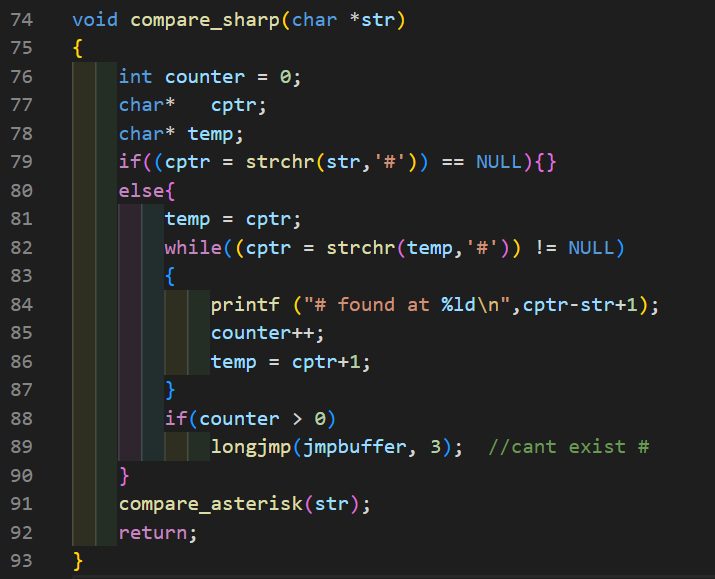 74 void compare_sharp(char *str)
75 {
76     int counter = 0;
77     char*   cptr;
78     char* temp;
79     if((cptr = strchr(str,'#')) == NULL){}
80     else{
81         temp = cptr;
82         while((cptr = strchr(temp,'#')) != NULL)
83         {
84             printf ("# found at %ld\n",cptr-str+1);
85             counter++;
86             temp = cptr+1;
87         }
88         if(counter > 0)
89             longjmp(jmpbuffer, 3);  //cant exist #
90     }
91     compare_asterisk(str);
92     return;
93 }